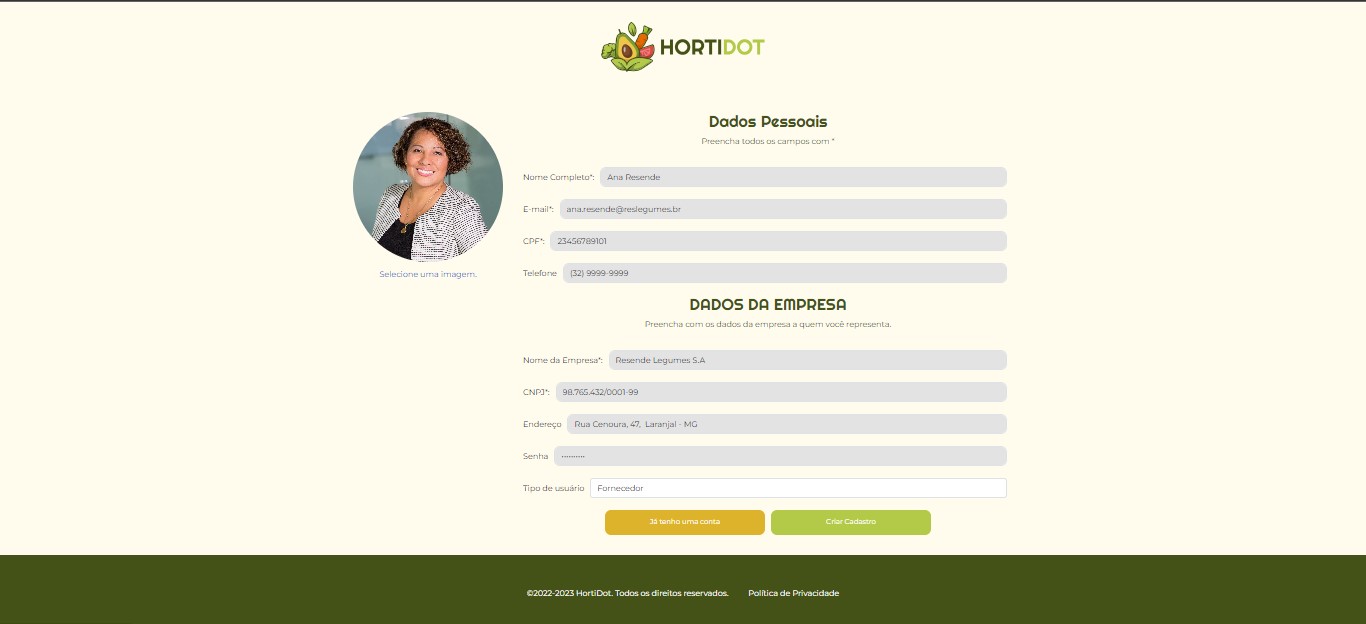 HORTIDOT
Dados Pessoais
Preencha todos os campos com *
Nome Completo*: Ana Resende
E-mail*: ana.resende@reslegumes.br
CPF*: 23456789101
Telefone (32) 9999-9999
Selecione uma imagem.
DADOS DA EMPRESA
Preencha com os dados da empresa a quem você representa.
Nome da Empresa*: Resende Legumes S.A
CNPJ*: 98.765.432/0001-99
Endereço Rua Cenoura, 47, Laranjal - MG
Senha ••••••••••
Tipo de usuário Fornecedor
Já tenho uma conta Criar Cadastro
©2022-2023 HortiDot. Todos os direitos reservados. Política de Privacidade